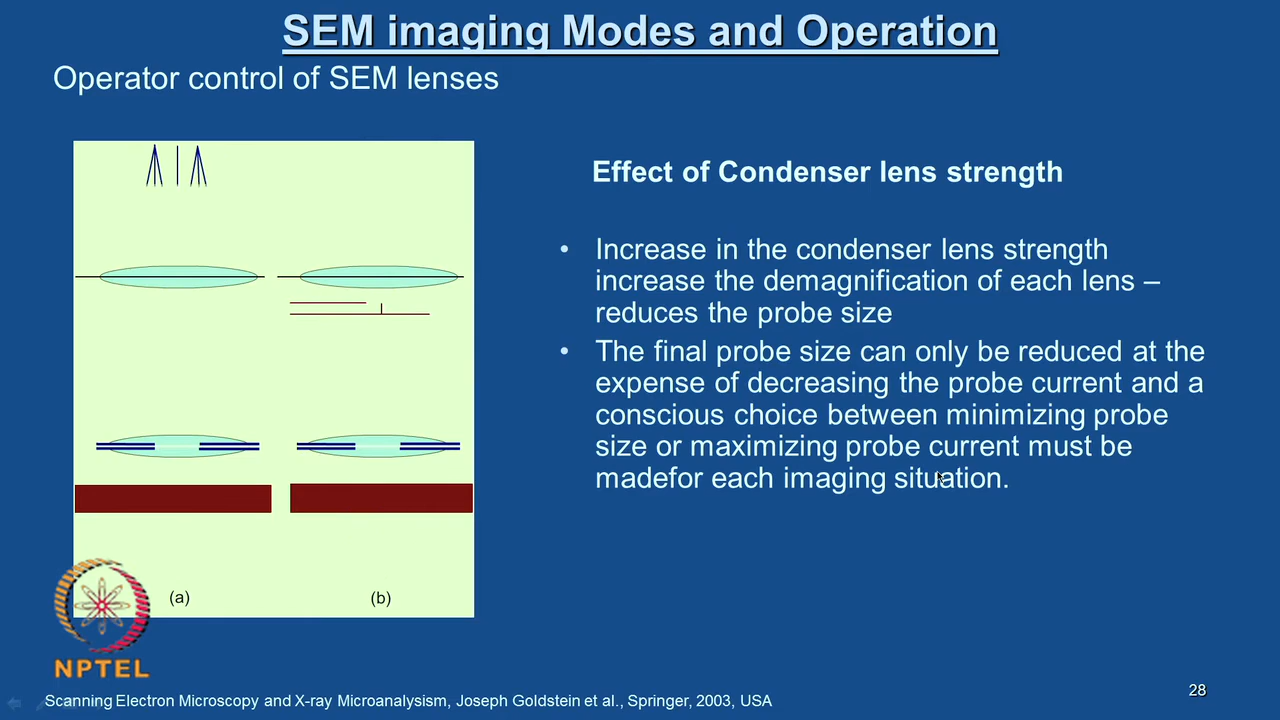 SEM imaging Modes and Operation
Operator control of SEM lenses
Effect of Condenser lens strength
• Increase in the condenser lens strength
increase the demagnification of each lens –
reduces the probe size
• The final probe size can only be reduced at the
expense of decreasing the probe current and a
conscious choice between minimizing probe
size or maximizing probe current must be
madefor each imaging situation.
(a)
(b)
NPTEL
Scanning Electron Microscopy and X-ray Microanalysism, Joseph Goldstein et al., Springer, 2003, USA
28